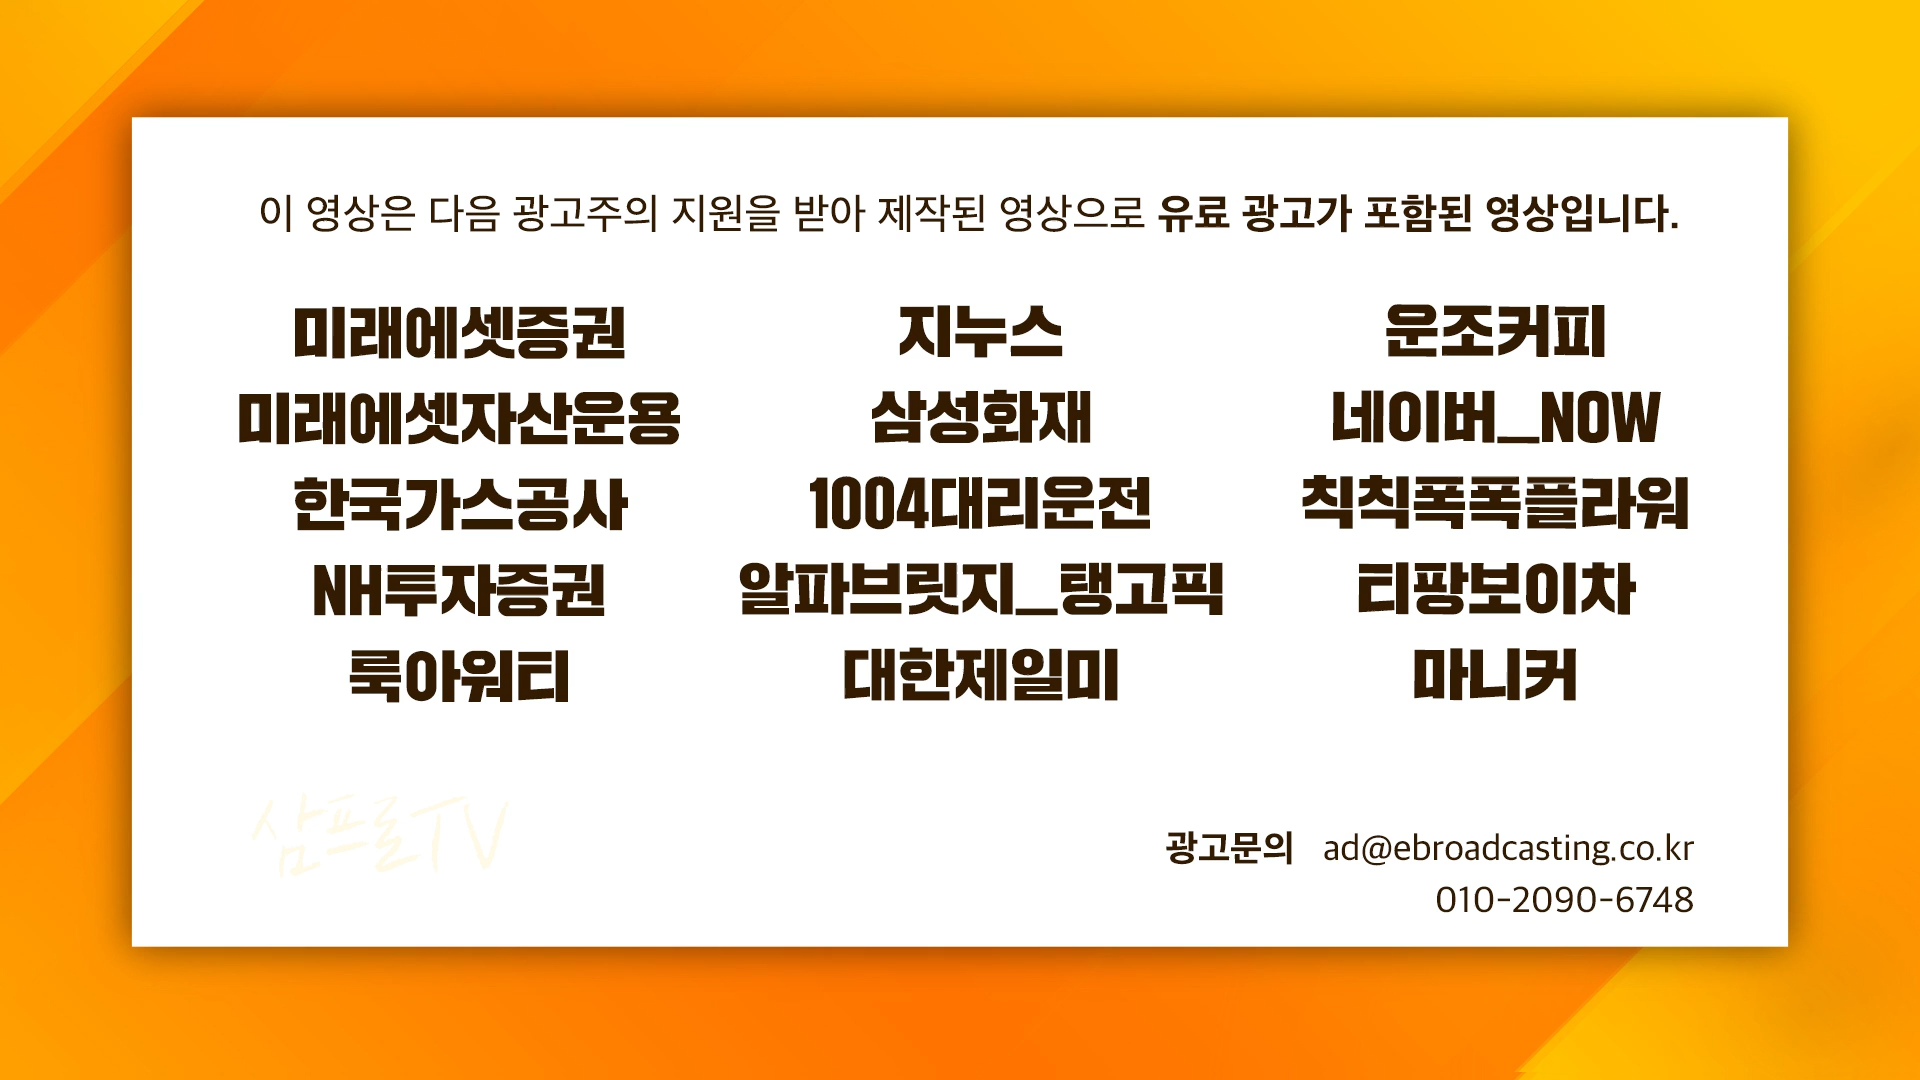 이 영상은 다음 광고주의 지원을 받아 제작된 영상으로 유료 광고가 포함된 영상입니다.
미래에셋증권
미래에셋자산운용
한국가스공사
NH투자증권
룩아워티
지누스
삼성화재
1004대리운전
알파브릿지_탱고픽
대한제일미
운조커피
네이버_NOW
칙칙폭폭플라워
티팡보이차
마니커
삼프로TV
광고문의 ad@ebroadcasting.co.kr
010-2090-6748